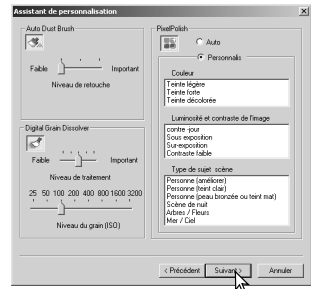 Assistant de personnalisation
Auto Dust Brush
Faible
Important
Niveau de retouche
Digital Grain Dissolver
Faible
Important
Niveau de traitement
25 50 100 200 400 800 1600 3200
Niveau du grain (ISO)
PixelPolish
Auto
Personnalis
Couleur
Teinte légère
Teinte forte
Teinte décolorée
Luminosité et contraste de l'image
contre -jour
Sous exposition
Sur-exposition
Contraste faible
Type de sujet scène
Personne (améliorer)
Personne (teint clair)
Personne (peau bronzée ou teint mat)
Scène de nuit
Arbres / Fleurs
Mer / Ciel
< Précédent
Suivant >
Annuler